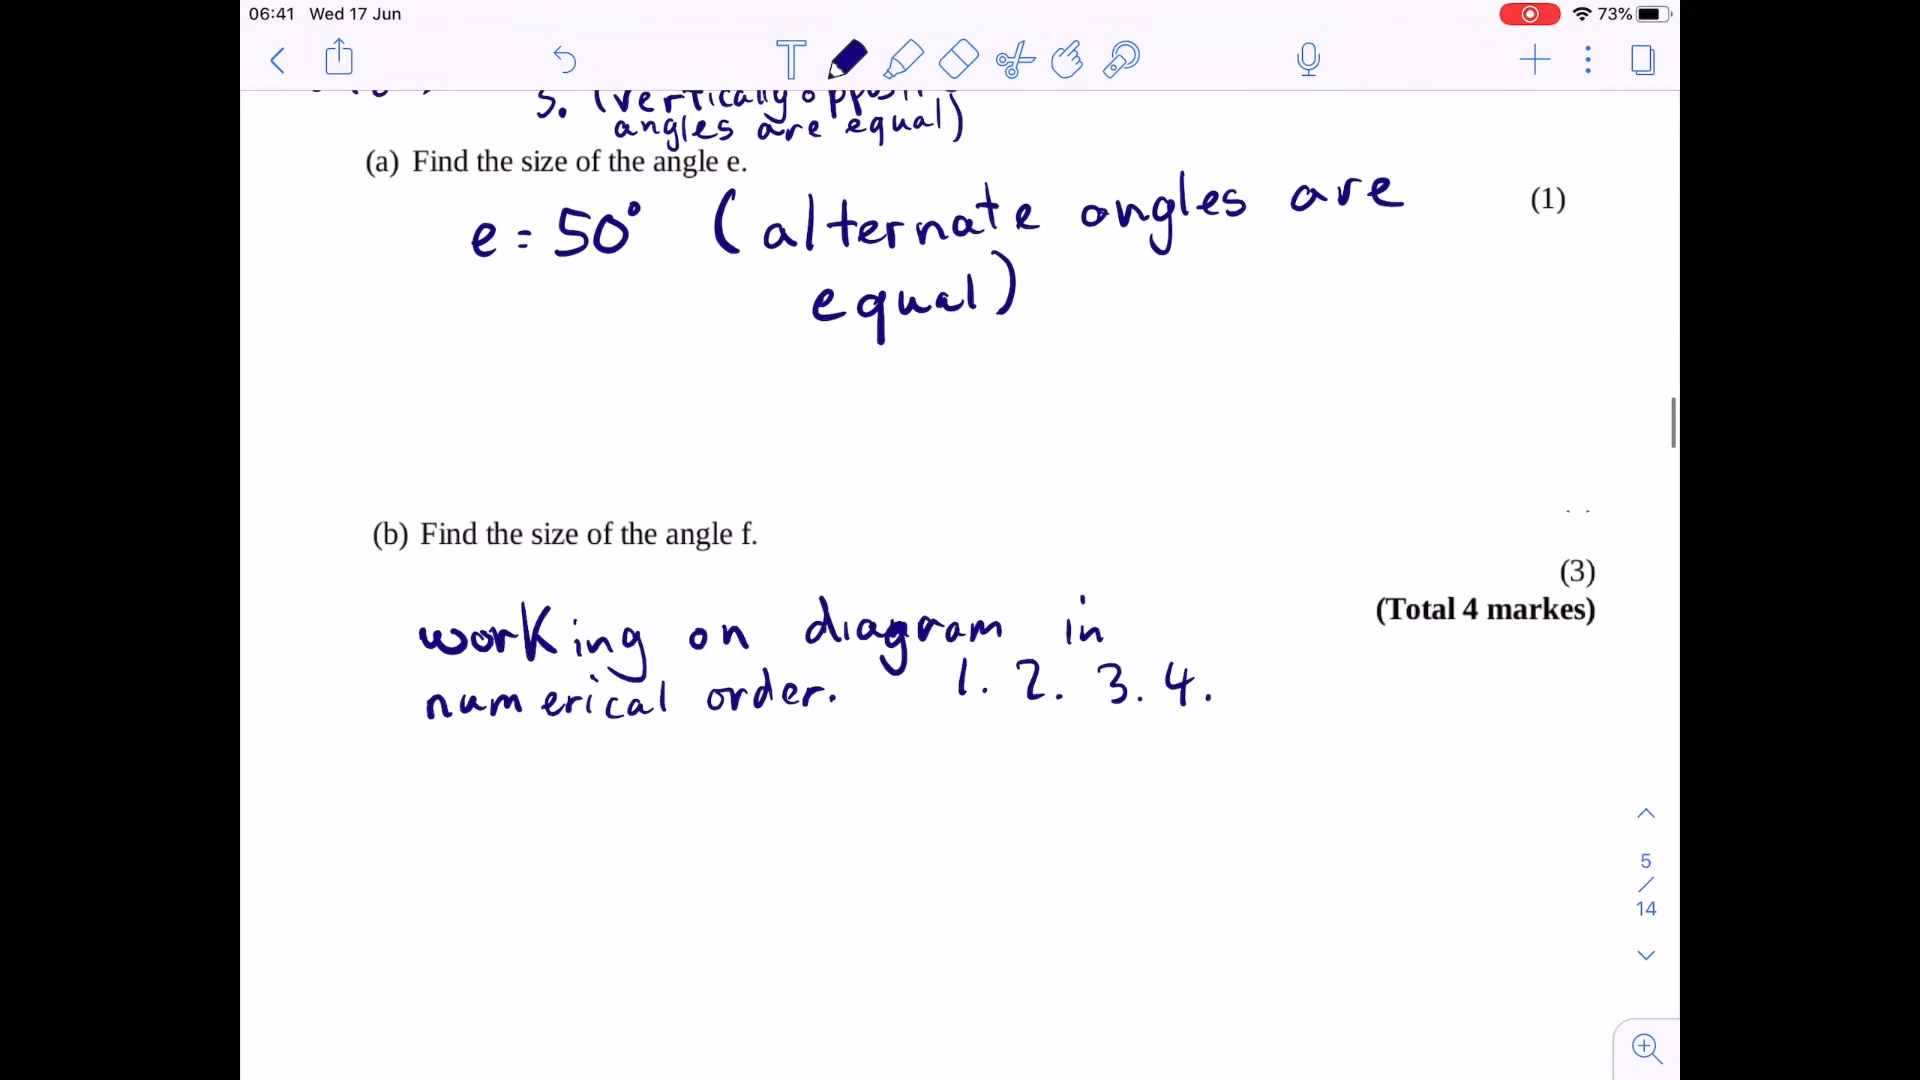 06:41 Wed 17 Jun
73%
T
angles are equal)
(a) Find the size of the angle e.
(1)
e = 50° (alternate angles are
equal)
(b) Find the size of the angle f.
(3)
(Total 4 markes)
working on diagram in
numerical order. 1. 2. 3. 4.
5
/
14